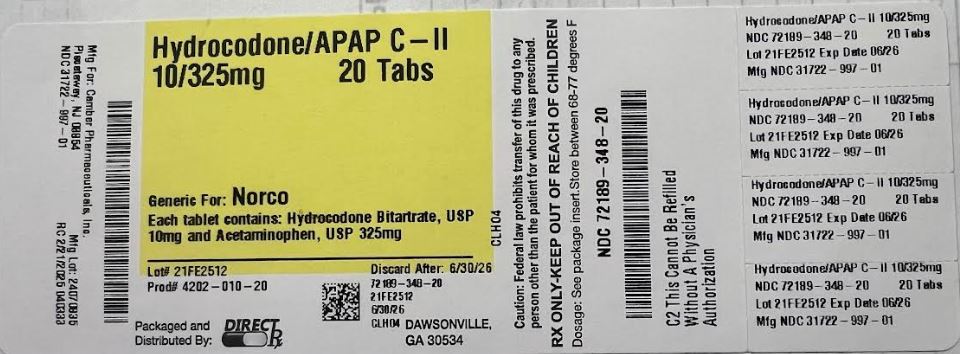 Mfg For: Camber Pharmaceuticals, Inc.
Piscataway, NJ 08854
NDC 31722-997-01
Mfg Lot: 24070835
RC 2/21/2025 040333
Hydrocodone/APAP C-II
10/325mg 20 Tabs
Generic For: Norco
Each tablet contains: Hydrocodone Bitartrate, USP
10mg and Acetaminophen, USP 325mg
Lot# 21FE2512 Discard After: 6/30/26
Prod# 4202-010-20
72189-348-20
21FE2512
6/30/26
CLH04
Packaged and
Distributed By:
DIRECT Rx
DAWSONVILLE,
GA 30534
CLH04
Caution: Federal law prohibits transfer of this drug to any
person other than the patient for whom it was prescribed.
RX ONLY-KEEP OUT OF REACH OF CHILDREN
Dosage: See package insert.Store between 68-77 degrees F
NDC 72189-348-20
C2 This Cannot Be Refilled
Without A Physician's
Authorization
Hydrocodone/APAP C-II 10/325mg
NDC 72189-348-20 20 Tabs
Lot 21FE2512 Exp Date 06/26
Mfg NDC 31722-997-01
Hydrocodone/APAP C-II 10/325mg
NDC 72189-348-20 20 Tabs
Lot 21FE2512 Exp Date 06/26
Mfg NDC 31722-997-01
Hydrocodone/APAP C-II 10/325mg
NDC 72189-348-20 20 Tabs
Lot 21FE2512 Exp Date 06/26
Mfg NDC 31722-997-01
Hydrocodone/APAP C-II 10/325mg
NDC 72189-348-20 20 Tabs
Lot 21FE2512 Exp Date 06/26
Mfg NDC 31722-997-01